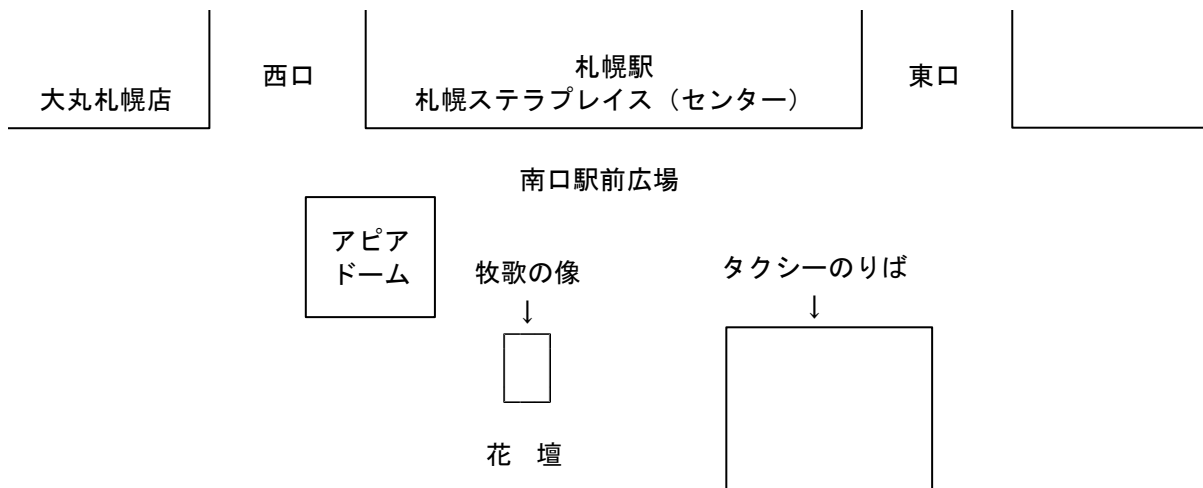 西口
札幌駅
東口
大丸札幌店
札幌ステラプレイス（センター）
南口駅前広場
アピア
ドーム
牧歌の像
↓
タクシーのりば
↓
花　壇